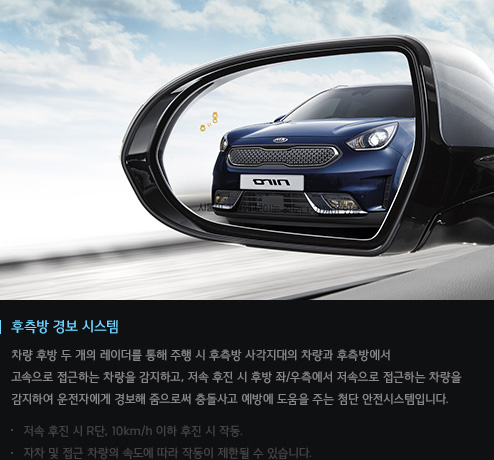 KIA
NIRO
후측방 경보 시스템
차량 후방 두 개의 레이더를 통해 주행 시 후측방 사각지대의 차량과 후측방에서
고속으로 접근하는 차량을 감지하고, 저속 후진 시 후방 좌/우측에서 저속으로 접근하는 차량을
감지하여 운전자에게 경보해 줌으로써 충돌사고 예방에 도움을 주는 첨단 안전시스템입니다.
· 저속 후진 시 R단, 10km/h 이하 후진 시 작동.
· 자차 및 접근 차량의 속도에 따라 작동이 제한될 수 있습니다.